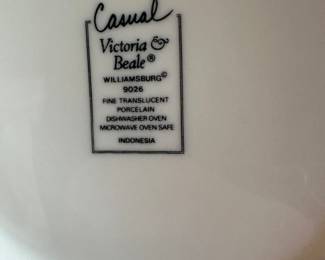 Casual
Victoria &
Beale®
WILLIAMSBURG©
9026
FINE TRANSLUCENT
PORCELAIN
DISHWASHER OVEN
MICROWAVE OVEN SAFE
INDONESIA